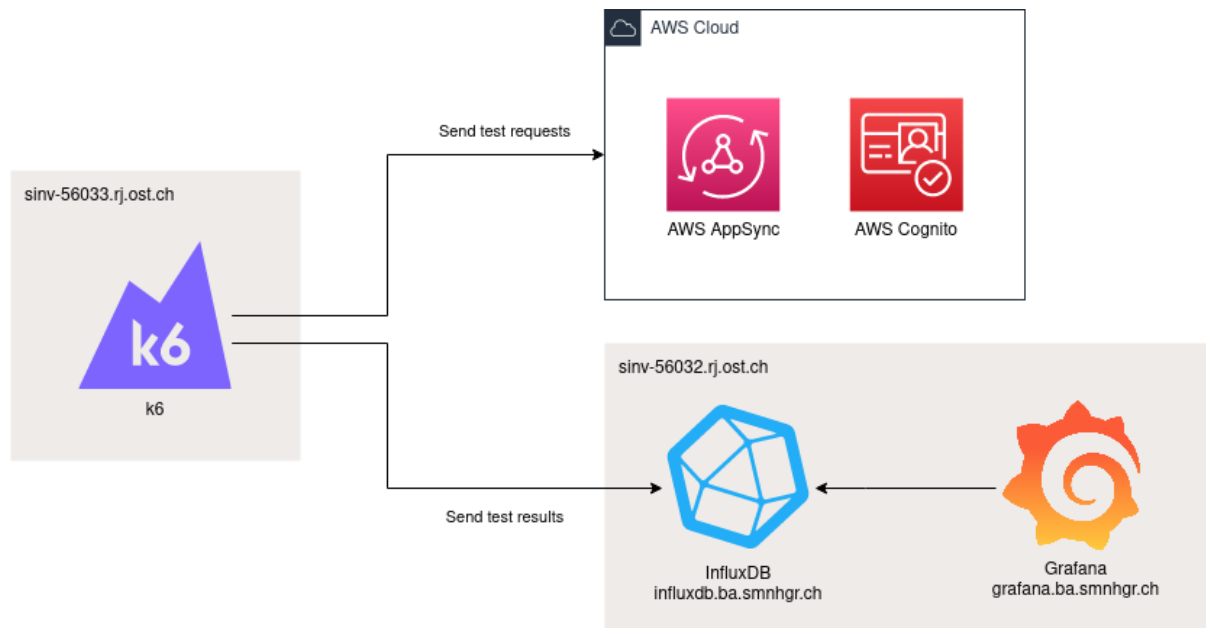 AWS Cloud
Send test requests
sinv-56033.rj.ost.ch
AWS AppSync
AWS Cognito
k6
k6
sinv-56032.rj.ost.ch
Send test results
InfluxDB
influxdb.ba.smnhgr.ch
Grafana
grafana.ba.smnhgr.ch